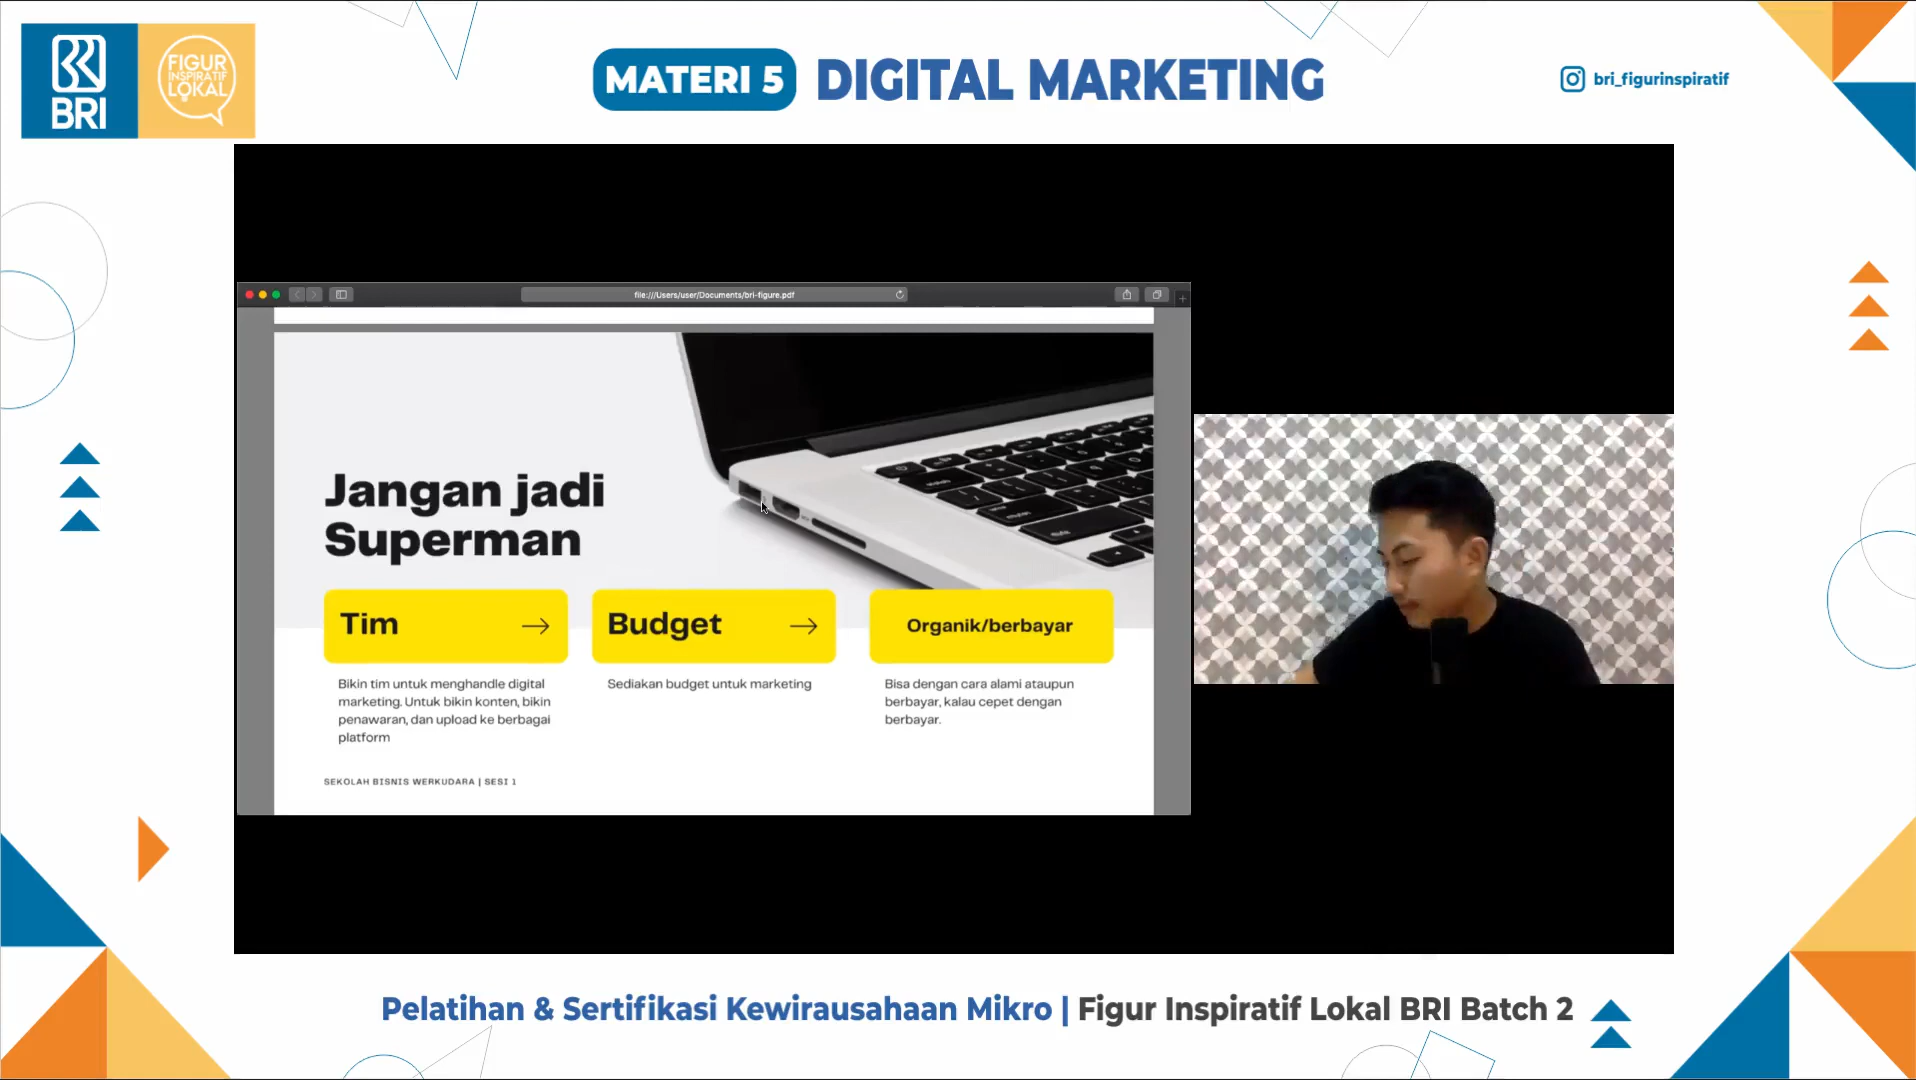 BRI
FIGUR
INSPIRATIF
LOKAL
MATERI 5
DIGITAL MARKETING
bri_figurinspiratif
file:///Users/user/Documents/bri-figure.pdf
Jangan jadi
Superman
Tim
Bikin tim untuk menghandle digital
marketing. Untuk bikin konten, bikin
penawaran, dan upload ke berbagai
platform
Budget
Sediakan budget untuk marketing
Organik/berbayar
Bisa dengan cara alami ataupun
berbayar, kalau cepet dengan
berbayar.
SEKOLAH BISNIS WERKUDARA | SESI 1
Pelatihan & Sertifikasi Kewirausahaan Mikro | Figur Inspiratif Lokal BRI Batch 2